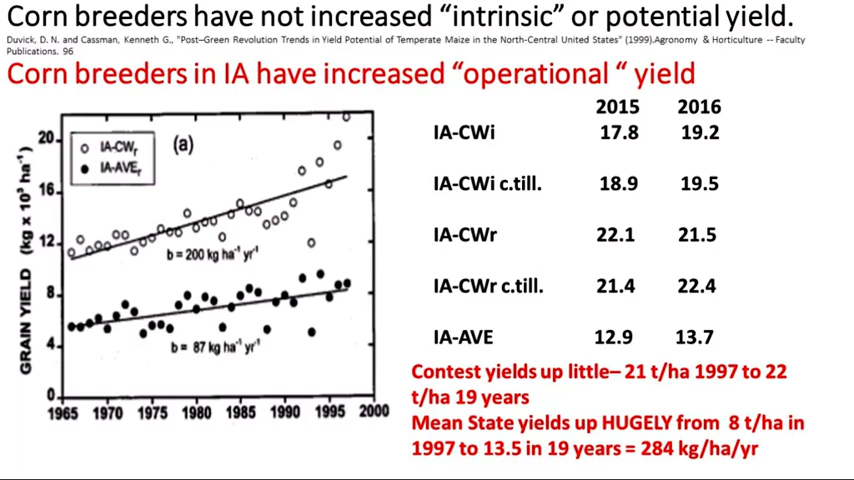 Corn breeders have not increased “intrinsic” or potential yield.
Duvick, D. N. and Cassman, Kenneth G., "Post–Green Revolution Trends in Yield Potential of Temperate Maize in the North-Central United States" (1999).Agronomy & Horticulture -- Faculty
Publications. 96
Corn breeders in IA have increased “operational “ yield
GRAIN YIELD (kg x 10³ ha⁻¹)
20
16
12
8
4
0
IA-CWr
IA-AVEr
(a)
b = 200 kg ha⁻¹ yr⁻¹
b = 87 kg ha⁻¹ yr⁻¹
1965 1970 1975 1980 1985 1990 1995 2000
2015 2016
IA-CWi 17.8 19.2
IA-CWi c.till. 18.9 19.5
IA-CWr 22.1 21.5
IA-CWr c.till. 21.4 22.4
IA-AVE 12.9 13.7
Contest yields up little– 21 t/ha 1997 to 22
t/ha 19 years
Mean State yields up HUGELY from 8 t/ha in
1997 to 13.5 in 19 years = 284 kg/ha/yr